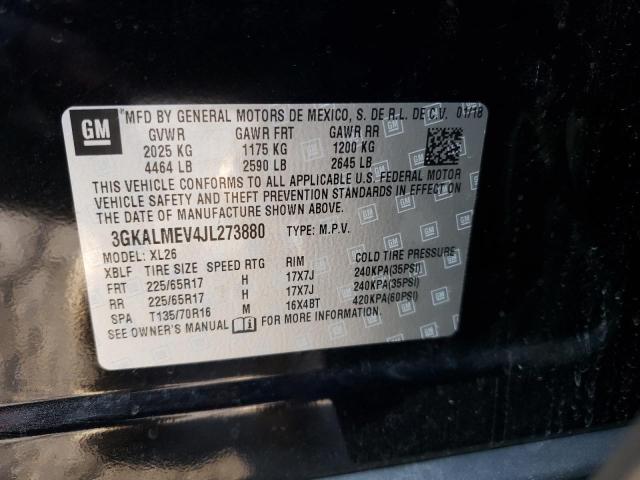 GM
MFD BY GENERAL MOTORS DE MEXICO, S. DE R.L. DE C.V. 01/18
GVWR GAWR FRT GAWR RR
2025 KG 1175 KG 1200 KG
4464 LB 2590 LB 2645 LB
THIS VEHICLE CONFORMS TO ALL APPLICABLE U.S. FEDERAL MOTOR
VEHICLE SAFETY AND THEFT PREVENTION STANDARDS IN EFFECT ON
THE DATE OF MANUFACTURE SHOWN ABOVE.
3GKALMEV4JL273880 TYPE: M.P.V.
MODEL: XL26
XBLF TIRE SIZE SPEED RTG RIM COLD TIRE PRESSURE
FRT 225/65R17 H 17X7J 240KPA(35PSI)
RR 225/65R17 H 17X7J 240KPA(35PSI)
SPA T135/70R16 M 16X4BT 420KPA(60PSI)
SEE OWNER'S MANUAL FOR MORE INFORMATION.